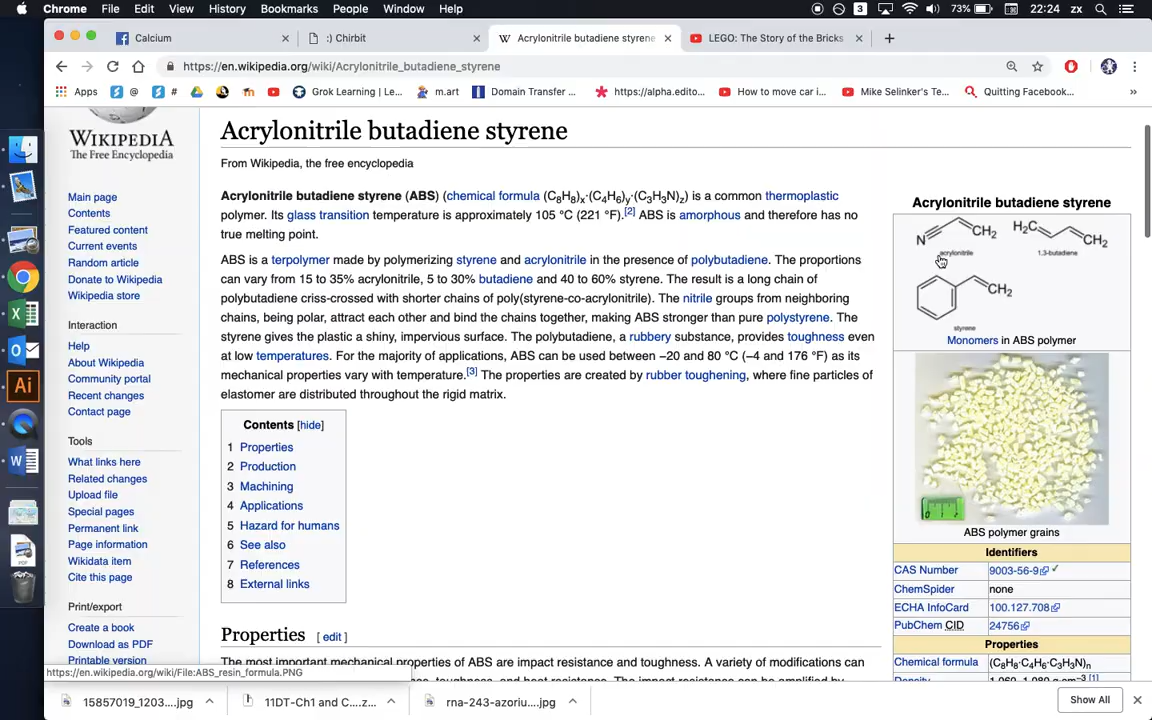 Chrome File Edit View History Bookmarks People Window Help 3 73% 22:24 zx
Calcium
:) Chirbit
Acrylonitrile butadiene styrene
LEGO: The Story of the Bricks
https://en.wikipedia.org/wiki/Acrylonitrile_butadiene_styrene
Apps @ # Grok Learning | Le... m.art Domain Transfer ... https://alpha.edito... How to move car i... Mike Selinker's Te... Quitting Facebook... »
WIKIPEDIA
The Free Encyclopedia
Main page
Contents
Featured content
Current events
Random article
Donate to Wikipedia
Wikipedia store
Interaction
Help
About Wikipedia
Community portal
Recent changes
Contact page
Tools
What links here
Related changes
Upload file
Special pages
Permanent link
Page information
Wikidata item
Cite this page
Print/export
Create a book
Download as PDF
Printable version
Acrylonitrile butadiene styrene
From Wikipedia, the free encyclopedia
Acrylonitrile butadiene styrene (ABS) (chemical formula (C₈H₈)ₓ·(C₄H₆)ᵧ·(C₃H₃N)z) is a common thermoplastic
polymer. Its glass transition temperature is approximately 105 °C (221 °F).[2] ABS is amorphous and therefore has no
true melting point.
ABS is a terpolymer made by polymerizing styrene and acrylonitrile in the presence of polybutadiene. The proportions
can vary from 15 to 35% acrylonitrile, 5 to 30% butadiene and 40 to 60% styrene. The result is a long chain of
polybutadiene criss-crossed with shorter chains of poly(styrene-co-acrylonitrile). The nitrile groups from neighboring
chains, being polar, attract each other and bind the chains together, making ABS stronger than pure polystyrene. The
styrene gives the plastic a shiny, impervious surface. The polybutadiene, a rubbery substance, provides toughness even
at low temperatures. For the majority of applications, ABS can be used between −20 and 80 °C (−4 and 176 °F) as its
mechanical properties vary with temperature.[3] The properties are created by rubber toughening, where fine particles of
elastomer are distributed throughout the rigid matrix.
Contents [hide]
1 Properties
2 Production
3 Machining
4 Applications
5 Hazard for humans
6 See also
7 References
8 External links
Properties [ edit ]
The most important mechanical properties of ABS are impact resistance and toughness. A variety of modifications can
Acrylonitrile butadiene styrene
N CH₂ H₂C CH₂
acrylonitrile 1,3-butadiene
CH₂
styrene
Monomers in ABS polymer
0 1
ABS polymer grains
Identifiers
CAS Number 9003-56-9 ✓
ChemSpider none
ECHA InfoCard 100.127.708
PubChem CID 24756
Properties
Chemical formula (C₈H₈·C₄H₆·C₃H₃N)ₙ
https://en.wikipedia.org/wiki/File:ABS_resin_formula.PNG
15857019_1203....jpg
11DT-Ch1 and C....z...
rna-243-azoriu....jpg
Show All
Ai
W
PDF